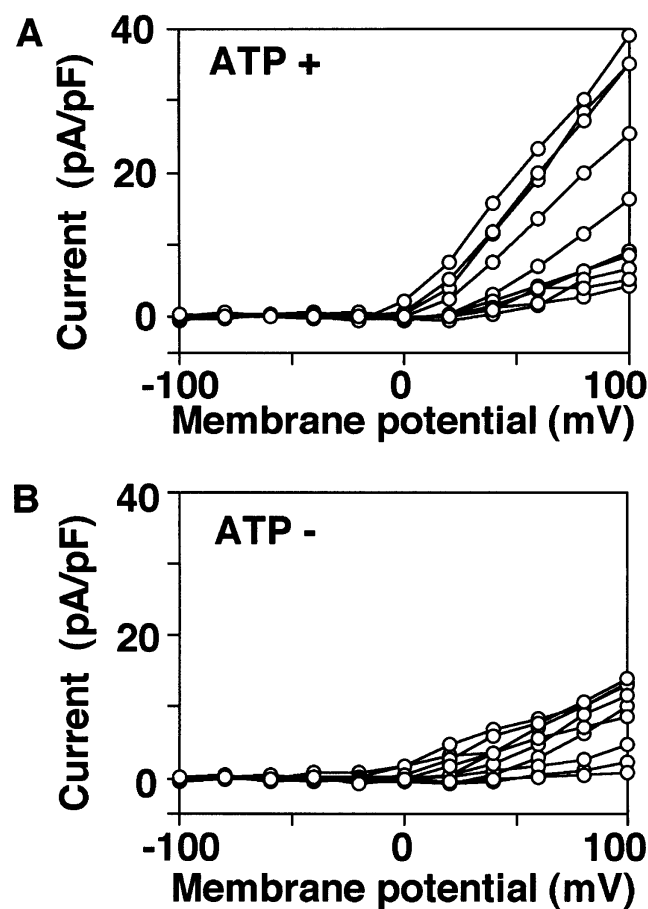 A
ATP +
Current (pA/pF)
40
20
0
-100 0 100
Membrane potential (mV)
B
ATP -
Current (pA/pF)
40
20
0
-100 0 100
Membrane potential (mV)